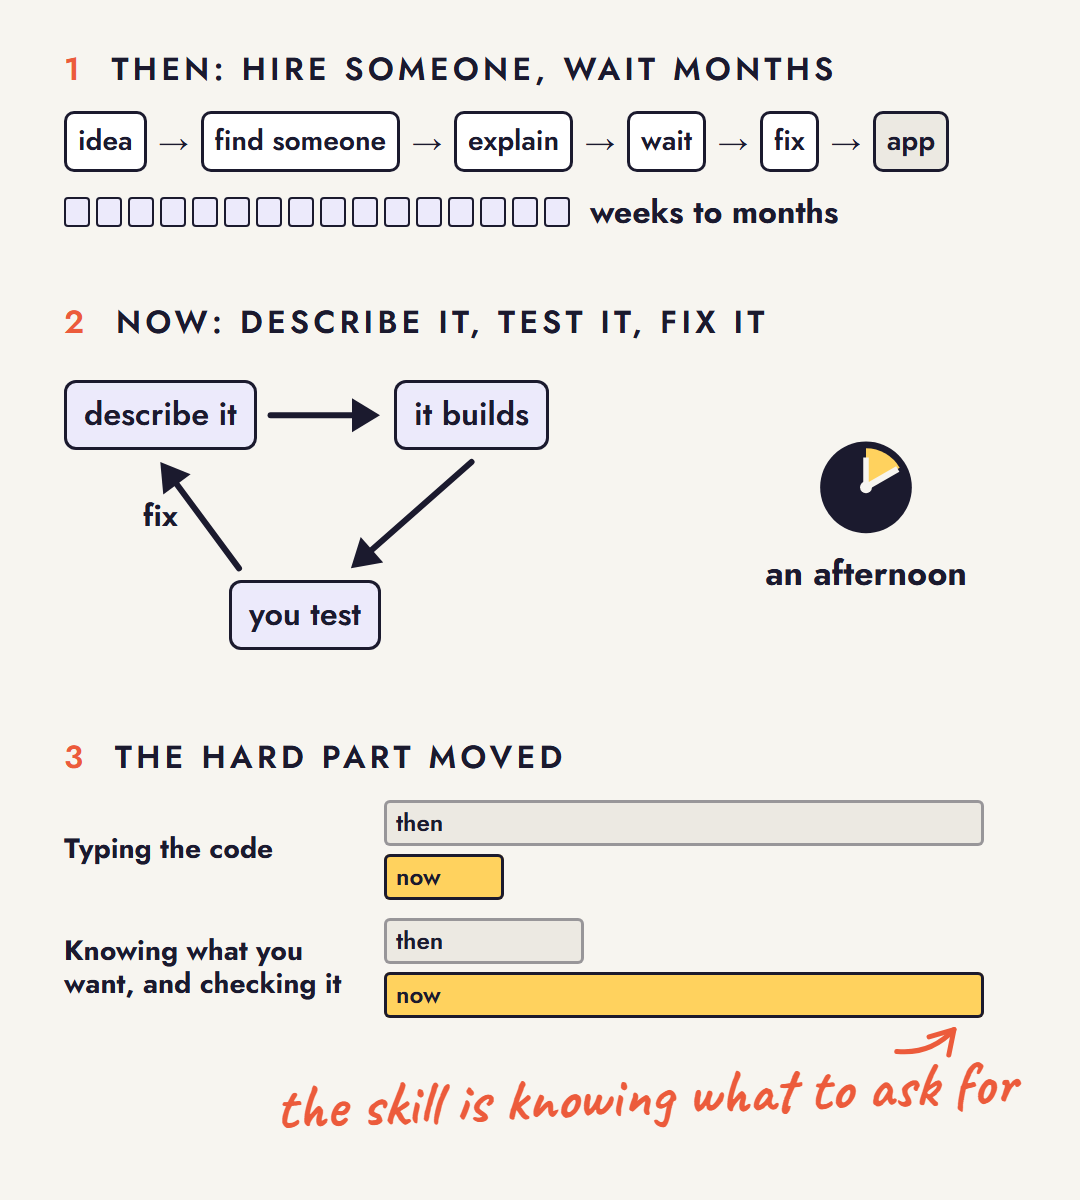 1 THEN: HIRE SOMEONE, WAIT MONTHS
idea → find someone → explain → wait → fix → app
weeks to months
2 NOW: DESCRIBE IT, TEST IT, FIX IT
describe it
it builds
fix
an afternoon
you test
3 THE HARD PART MOVED
Typing the code
then
now
Knowing what you
want, and checking it
then
now
the skill is knowing what to ask for